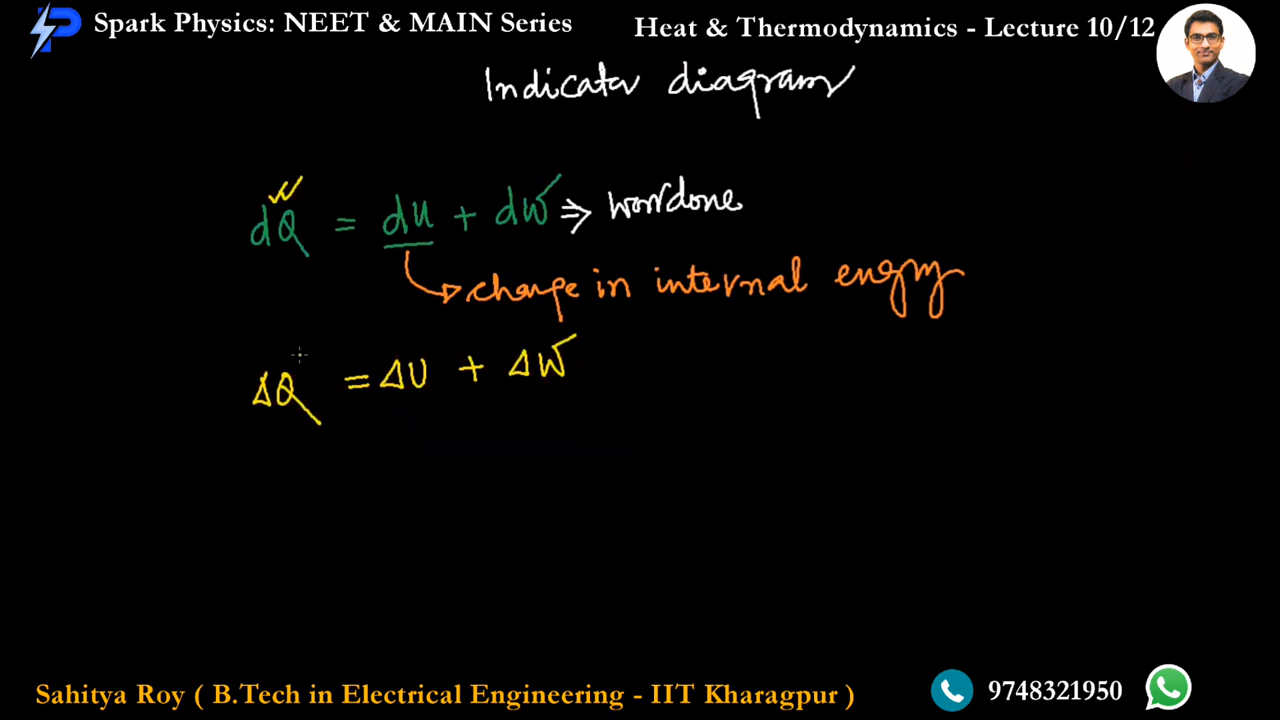 Spark Physics: NEET & MAIN Series
Heat & Thermodynamics - Lecture 10/12
Indicator diagram
dQ = dU + dW ⇒ workdone
change in internal energy
ΔQ = ΔU + ΔW
Sahitya Roy ( B.Tech in Electrical Engineering - IIT Kharagpur )
9748321950